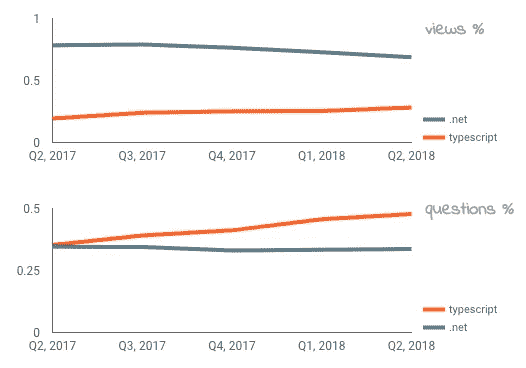 views %
1
0.5
0
Q2, 2017 Q3, 2017 Q4, 2017 Q1, 2018 Q2, 2018
.net
typescript
questions %
0.5
0.25
0
Q2, 2017 Q3, 2017 Q4, 2017 Q1, 2018 Q2, 2018
typescript
.net